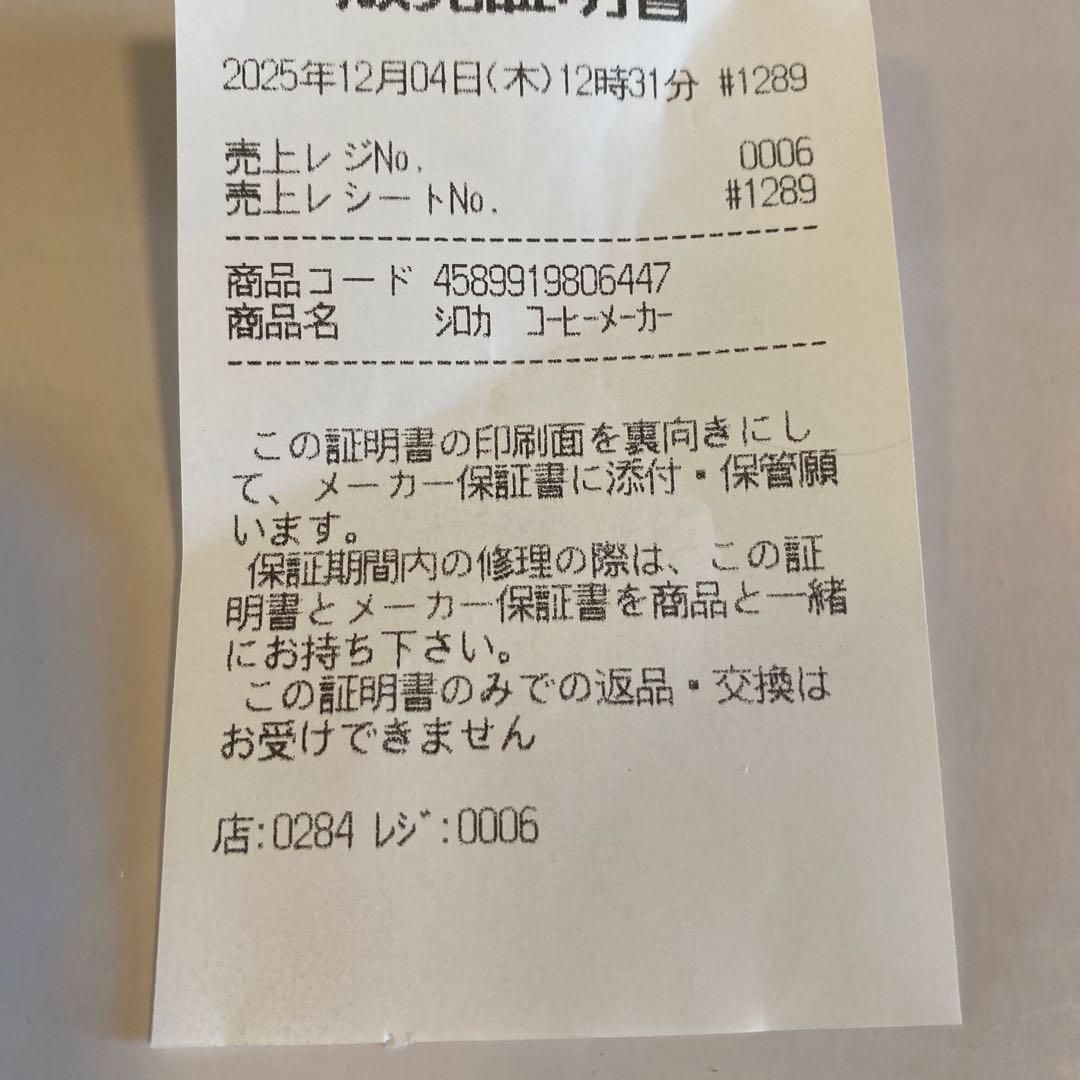 販売証明書
2025年12月04日(木)12時31分 #1289
売上レジNo. 0006
売上レシートNo. #1289
商品コード 4589919806447
商品名 ｼﾛｶ ｺｰﾋｰﾒｰｶｰ
この証明書の印刷面を裏向きにし
て、メーカー保証書に添付・保管願
います。
保証期間内の修理の際は、この証
明書とメーカー保証書を商品と一緒
にお持ち下さい。
この証明書のみでの返品・交換は
お受けできません
店:0284 ﾚｼﾞ:0006